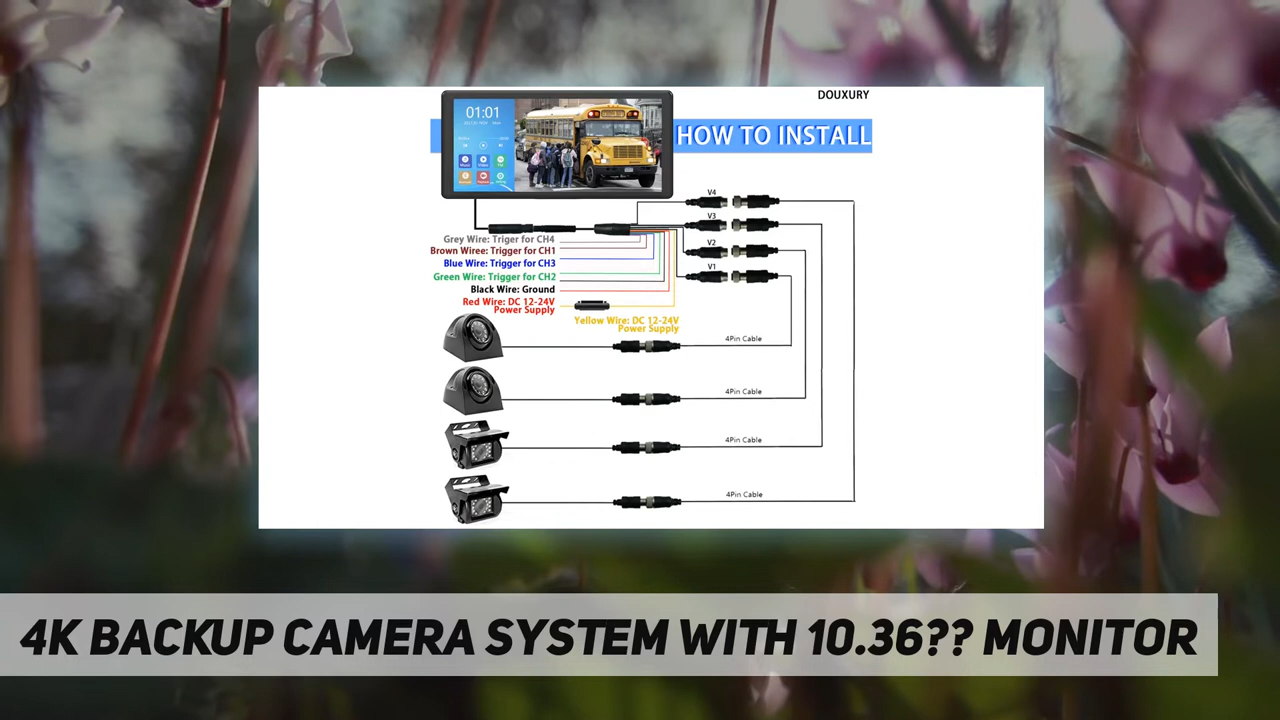 DOUXURY
01:01
HOW TO INSTALL
V4
V3
V2
V1
Grey Wire: Triger for CH4
Brown Wiree: Trigger for CH1
Blue Wire: Trigger for CH3
Green Wire: Trigger for CH2
Black Wire: Ground
Red Wire: DC 12-24V
Power Supply
Yellow Wire: DC 12-24V
Power Supply
4Pin Cable
4Pin Cable
4Pin Cable
4Pin Cable
4K BACKUP CAMERA SYSTEM WITH 10.36?? MONITOR